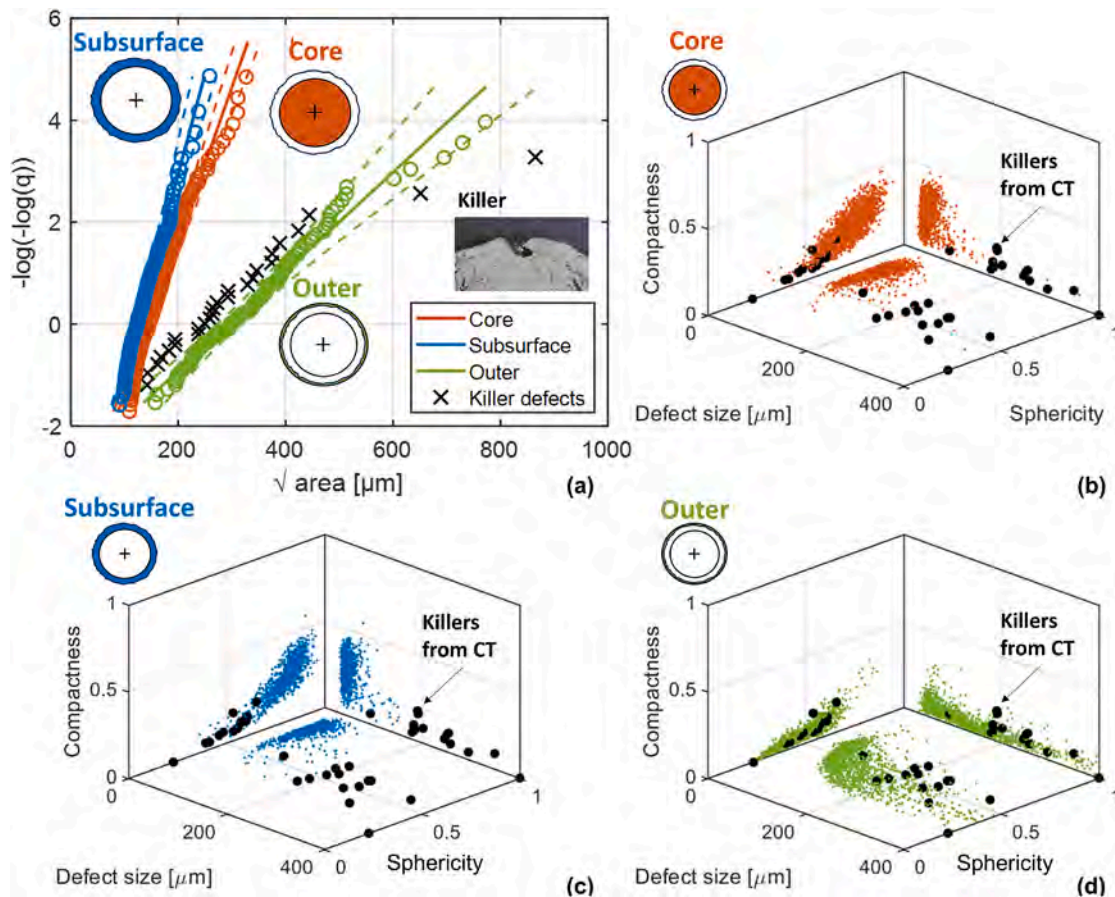 6
4
2
0
-2
-log(-log(q))
Subsurface
Core
Outer
Killer
Core
Subsurface
Outer
Killer defects
0
200
400
600
800
1000
√ area [µm]
(a)
Core
Killers
from CT
1
0.5
0
Compactness
0
200
400
Defect size [µm]
0
0.5
1
Sphericity
(b)
Subsurface
Killers
from CT
1
0.5
0
Compactness
0
200
400
Defect size [µm]
0
0.5
1
Sphericity
(c)
Outer
Killers
from CT
1
0.5
0
Compactness
0
200
400
Defect size [µm]
0
0.5
1
Sphericity
(d)